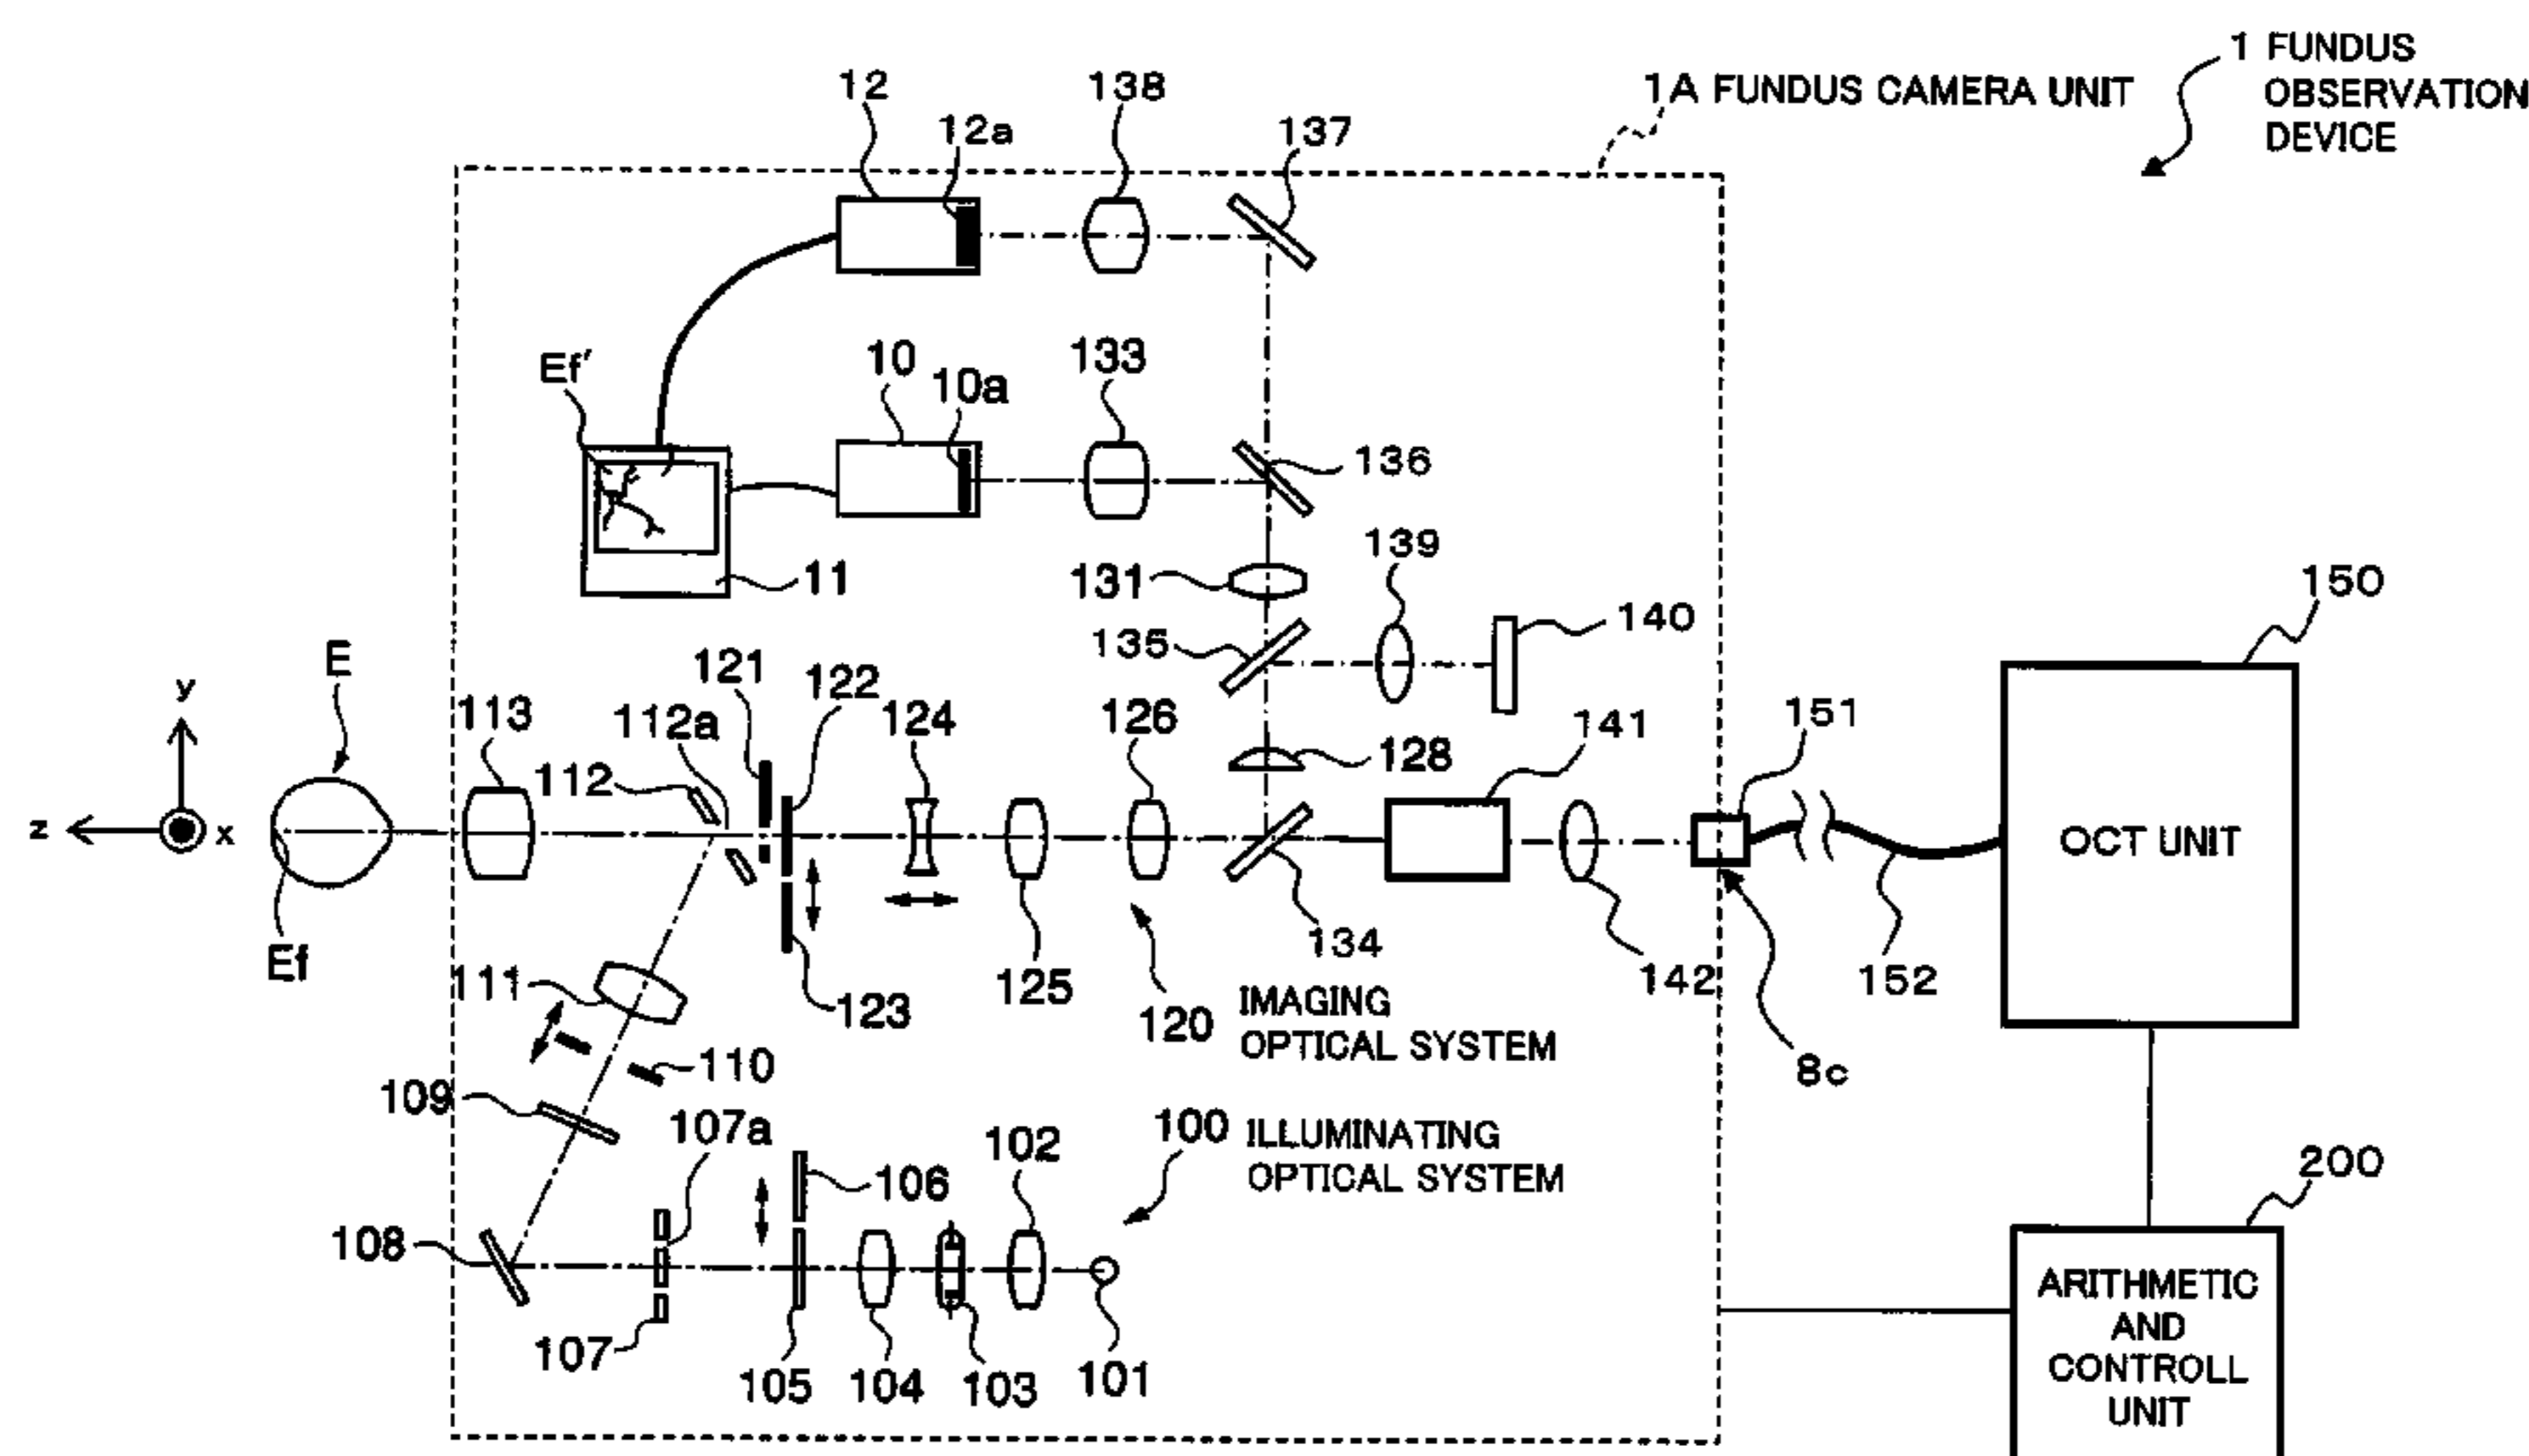 1 FUNDUS
OBSERVATION
DEVICE
1A FUNDUS CAMERA UNIT
12
138
12a
137
10
133
Ef'
10a
136
139
131
11
150
140
135
E
y
121
122
126
124
141
151
113
112a
128
112
z
x
OCT UNIT
Ef
134
111
125
142
152
123
120
IMAGING
OPTICAL SYSTEM
8c
110
109
107a
100
ILLUMINATING
OPTICAL SYSTEM
102
106
200
108
107
105
104
103
101
ARITHMETIC
AND
CONTROLL
UNIT